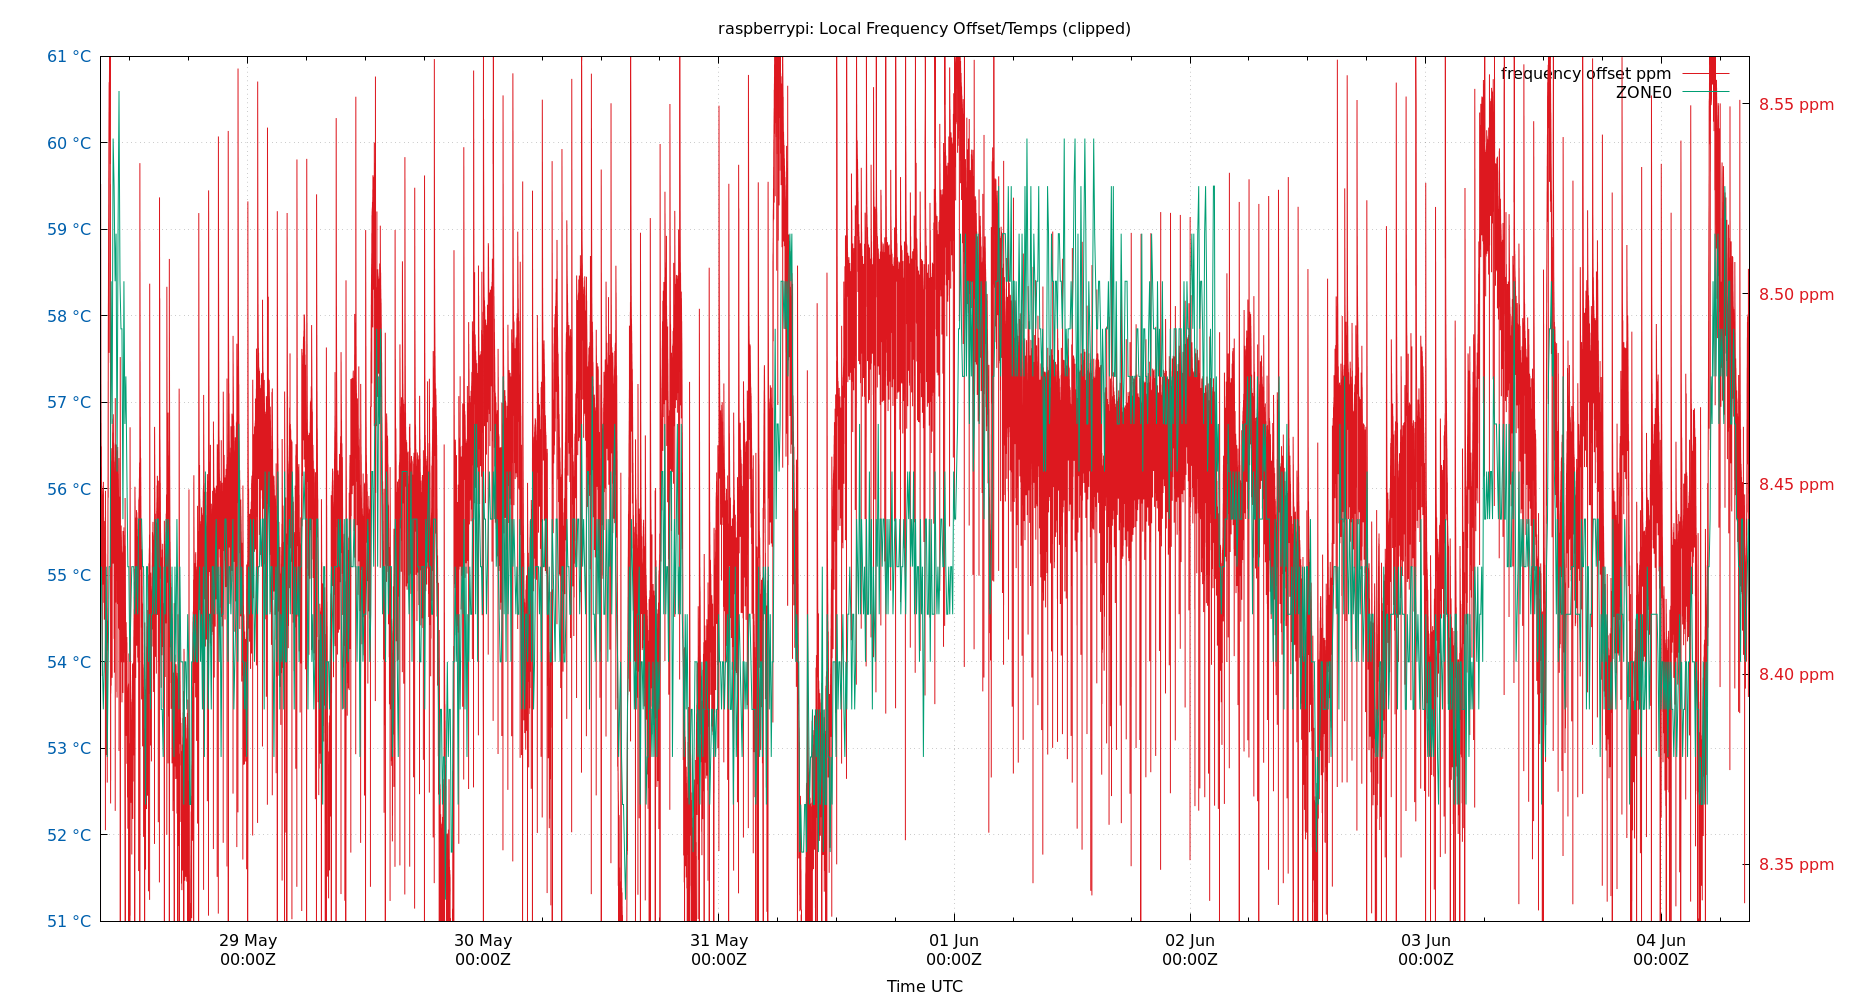 raspberrypi: Local Frequency Offset/Temps (clipped)
61 °C
60 °C
59 °C
58 °C
57 °C
56 °C
55 °C
54 °C
53 °C
52 °C
51 °C
frequency offset ppm
ZONE0
8.55 ppm
8.50 ppm
8.45 ppm
8.40 ppm
8.35 ppm
29 May
00:00Z
30 May
00:00Z
31 May
00:00Z
01 Jun
00:00Z
02 Jun
00:00Z
03 Jun
00:00Z
04 Jun
00:00Z
Time UTC